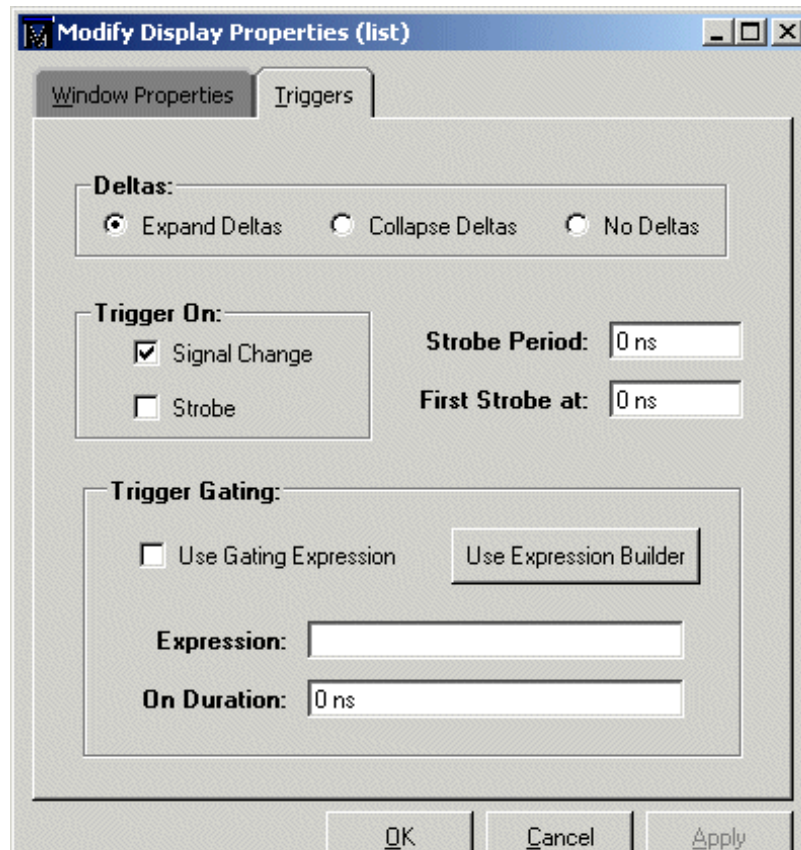 Modify Display Properties (list)
Window Properties
Triggers
Deltas:
Expand Deltas
Collapse Deltas
No Deltas
Trigger On:
Signal Change
Strobe
Strobe Period:
0 ns
First Strobe at:
0 ns
Trigger Gating:
Use Gating Expression
Use Expression Builder
Expression:
On Duration:
0 ns
OK
Cancel
Apply